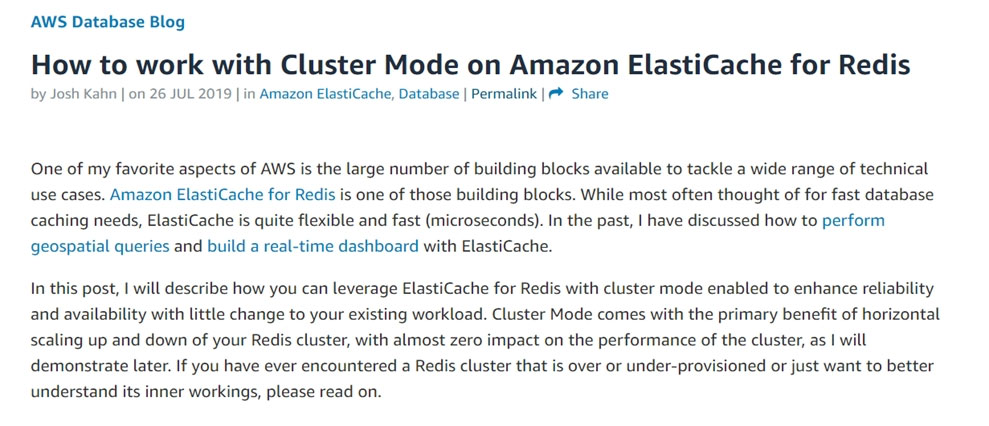 AWS Database Blog
How to work with Cluster Mode on Amazon ElastiCache for Redis
by Josh Kahn | on 26 JUL 2019 | in Amazon ElastiCache, Database | Permalink | Share
One of my favorite aspects of AWS is the large number of building blocks available to tackle a wide range of technical
use cases. Amazon ElastiCache for Redis is one of those building blocks. While most often thought of for fast database
caching needs, ElastiCache is quite flexible and fast (microseconds). In the past, I have discussed how to perform
geospatial queries and build a real-time dashboard with ElastiCache.
In this post, I will describe how you can leverage ElastiCache for Redis with cluster mode enabled to enhance reliability
and availability with little change to your existing workload. Cluster Mode comes with the primary benefit of horizontal
scaling up and down of your Redis cluster, with almost zero impact on the performance of the cluster, as I will
demonstrate later. If you have ever encountered a Redis cluster that is over or under-provisioned or just want to better
understand its inner workings, please read on.